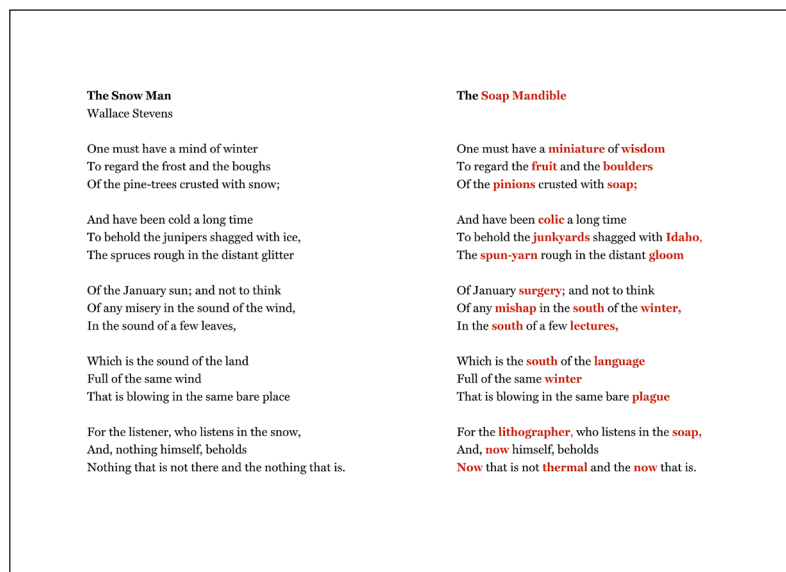 The Snow Man
Wallace Stevens
One must have a mind of winter
To regard the frost and the boughs
Of the pine-trees crusted with snow;
And have been cold a long time
To behold the junipers shagged with ice,
The spruces rough in the distant glitter
Of the January sun; and not to think
Of any misery in the sound of the wind,
In the sound of a few leaves,
Which is the sound of the land
Full of the same wind
That is blowing in the same bare place
For the listener, who listens in the snow,
And, nothing himself, beholds
Nothing that is not there and the nothing that is.
The Soap Mandible
One must have a miniature of wisdom
To regard the fruit and the boulders
Of the pinions crusted with soap;
And have been colic a long time
To behold the junkyards shagged with Idaho,
The spun-yarn rough in the distant gloom
Of January surgery; and not to think
Of any mishap in the south of the winter,
In the south of a few lectures,
Which is the south of the language
Full of the same winter
That is blowing in the same bare plague
For the lithographer, who listens in the soap,
And, now himself, beholds
Now that is not thermal and the now that is.